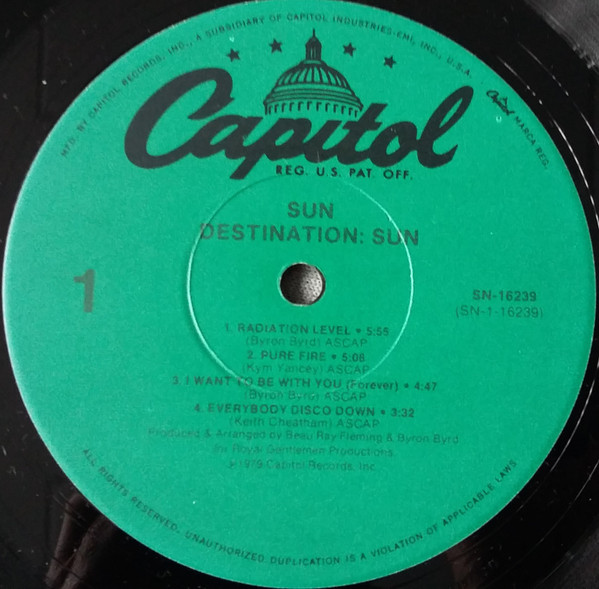 MFD. BY CAPITOL RECORDS, INC., A SUBSIDIARY OF CAPITOL INDUSTRIES-EMI, INC., U.S.A.
Capitol MARCA REG.
Capitol
REG. U.S. PAT. OFF.
SUN
DESTINATION: SUN
1
SN-16239
(SN-1-16239)
1. RADIATION LEVEL • 5:59
(Byron Byrd) ASCAP
2. PURE FIRE • 5:08
(Kym Yancey) ASCAP
3. I WANT TO BE WITH YOU (Forever) • 4:47
(Byron Byrd) ASCAP
4. EVERYBODY DISCO DOWN • 3:32
(Keith Cheatham) ASCAP
Produced & Arranged by Beau Ray Fleming & Byron Byrd
for Royal Gentlemen Productions
℗1979 Capitol Records, Inc.
ALL RIGHTS RESERVED. UNAUTHORIZED DUPLICATION IS A VIOLATION OF APPLICABLE LAWS